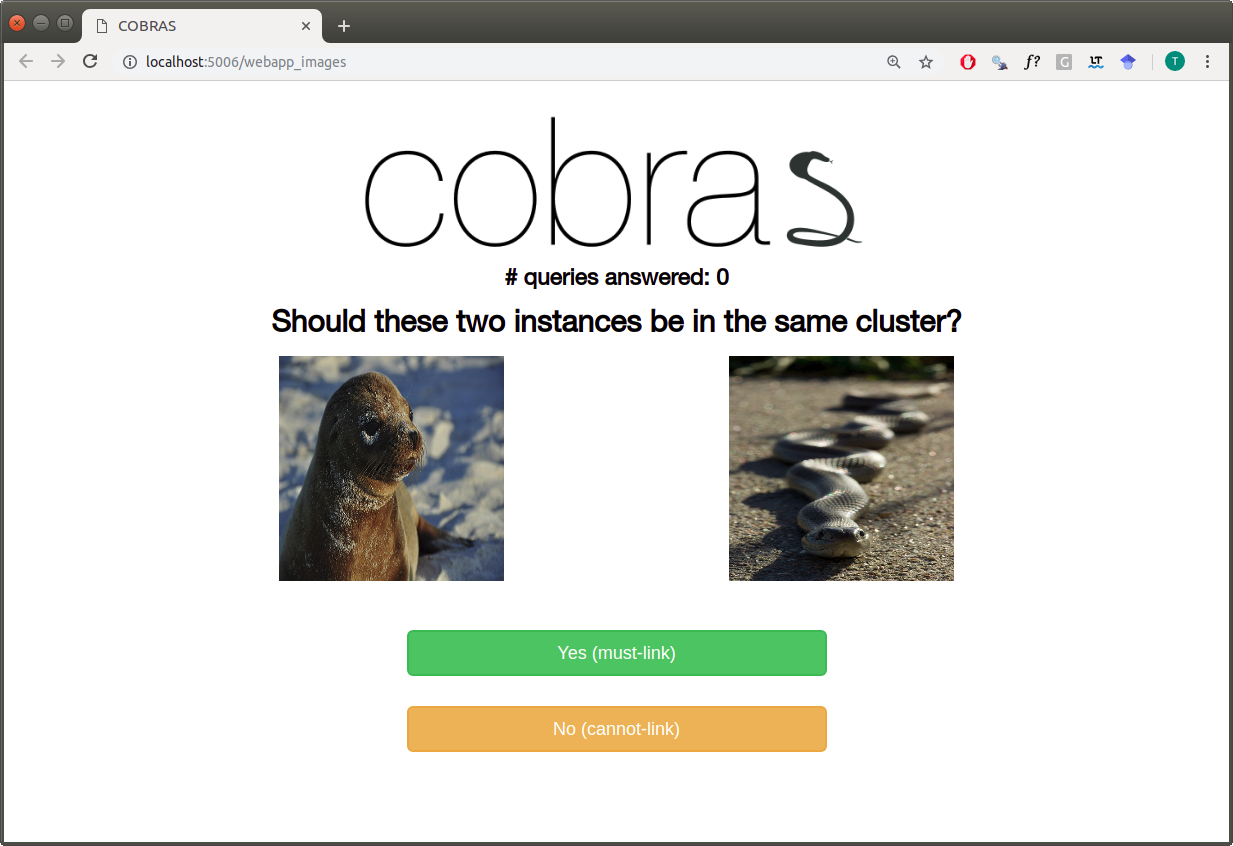 COBRAS
localhost:5006/webapp_images
f?
G
LT
T
cobras
# queries answered: 0
Should these two instances be in the same cluster?
Yes (must-link)
No (cannot-link)